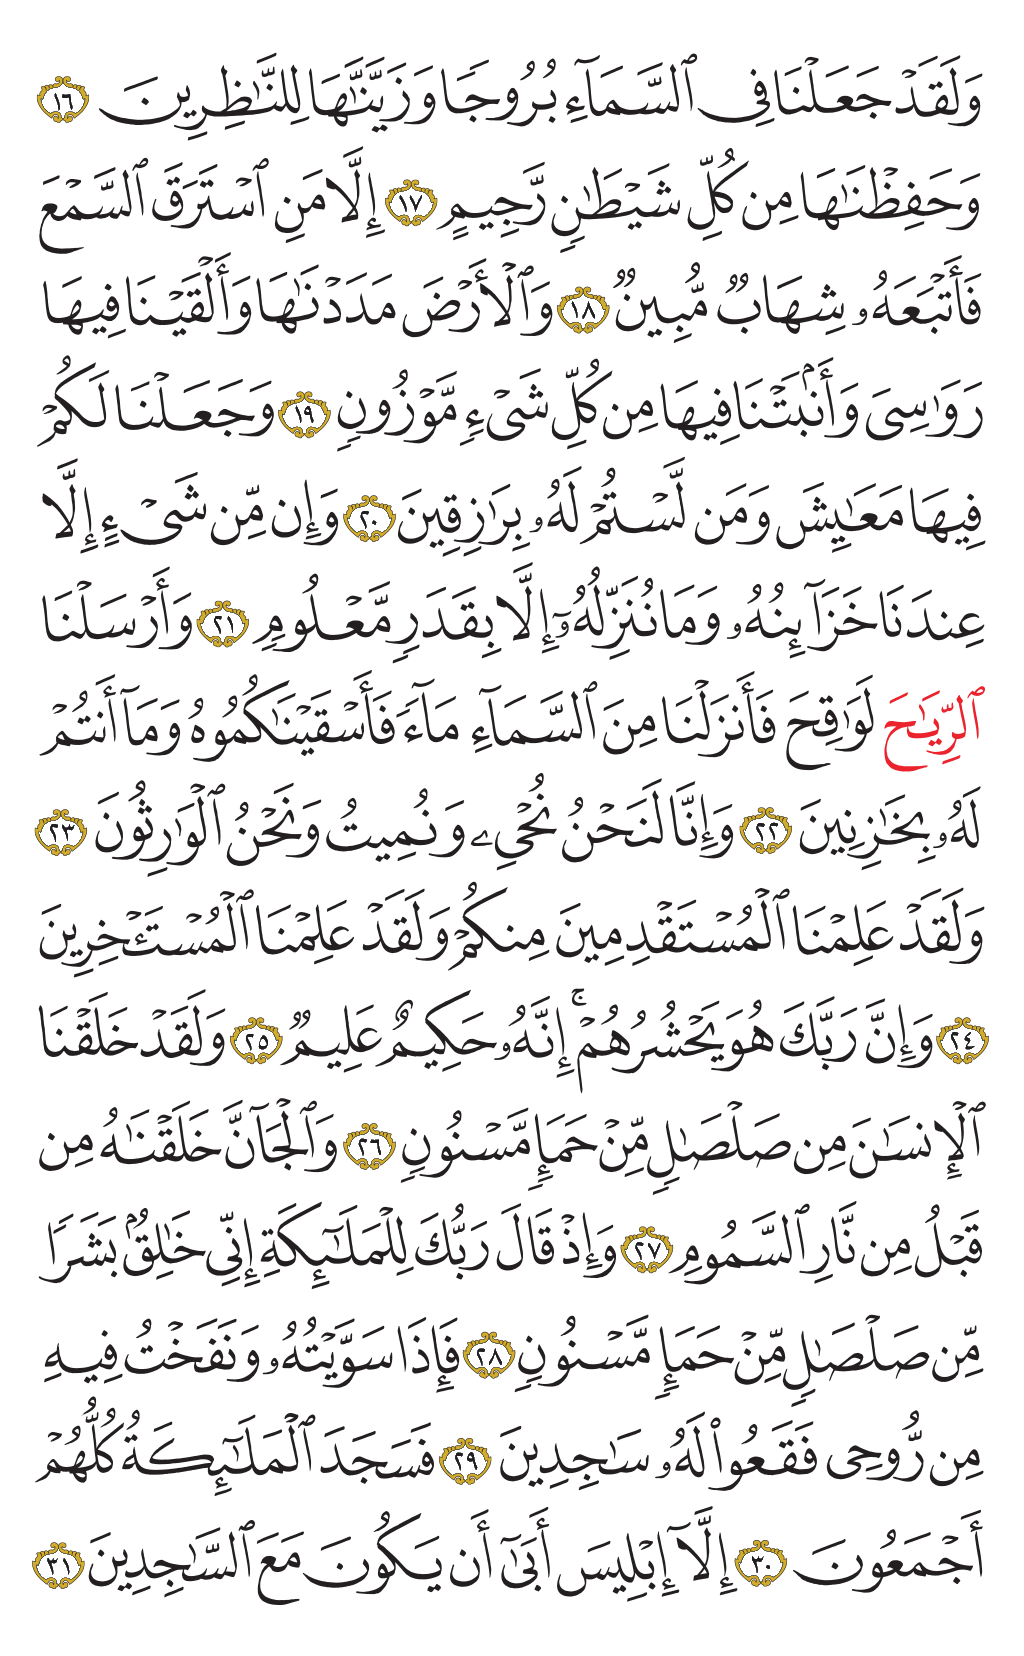 وَلَقَدْ جَعَلْنَا فِى ٱلسَّمَآءِ بُرُوجًا وَزَيَّنَّٰهَا لِلنَّٰظِرِينَ ١٦
وَحَفِظْنَٰهَا مِن كُلِّ شَيْطَٰنٍ رَّجِيمٍ ١٧ إِلَّا مَنِ ٱسْتَرَقَ ٱلسَّمْعَ
فَأَتْبَعَهُۥ شِهَابٌ مُّبِينٌ ١٨ وَٱلْأَرْضَ مَدَدْنَٰهَا وَأَلْقَيْنَا فِيهَا
رَوَٰسِىَ وَأَنۢبَتْنَا فِيهَا مِن كُلِّ شَىْءٍ مَّوْزُونٍ ١٩ وَجَعَلْنَا لَكُمْ
فِيهَا مَعَٰيِشَ وَمَن لَّسْتُمْ لَهُۥ بِرَٰزِقِينَ ٢٠ وَإِن مِّن شَىْءٍ إِلَّا
عِندَنَا خَزَآئِنُهُۥ وَمَا نُنَزِّلُهُۥٓ إِلَّا بِقَدَرٍ مَّعْلُومٍ ٢١ وَأَرْسَلْنَا
ٱلرِّيَٰحَ لَوَٰقِحَ فَأَنزَلْنَا مِنَ ٱلسَّمَآءِ مَآءً فَأَسْقَيْنَٰكُمُوهُ وَمَآ أَنتُمْ
لَهُۥ بِخَٰزِنِينَ ٢٢ وَإِنَّا لَنَحْنُ نُحْىِۦ وَنُمِيتُ وَنَحْنُ ٱلْوَٰرِثُونَ ٢٣
وَلَقَدْ عَلِمْنَا ٱلْمُسْتَقْدِمِينَ مِنكُمْ وَلَقَدْ عَلِمْنَا ٱلْمُسْتَـْٔخِرِينَ
٢٤ وَإِنَّ رَبَّكَ هُوَ يَحْشُرُهُمْ ۚ إِنَّهُۥ حَكِيمٌ عَلِيمٌ ٢٥ وَلَقَدْ خَلَقْنَا
ٱلْإِنسَٰنَ مِن صَلْصَٰلٍ مِّنْ حَمَإٍ مَّسْنُونٍ ٢٦ وَٱلْجَآنَّ خَلَقْنَٰهُ مِن
قَبْلُ مِن نَّارِ ٱلسَّمُومِ ٢٧ وَإِذْ قَالَ رَبُّكَ لِلْمَلَٰٓئِكَةِ إِنِّى خَٰلِقٌۢ بَشَرًا
مِّن صَلْصَٰلٍ مِّنْ حَمَإٍ مَّسْنُونٍ ٢٨ فَإِذَا سَوَّيْتُهُۥ وَنَفَخْتُ فِيهِ
مِن رُّوحِى فَقَعُوا۟ لَهُۥ سَٰجِدِينَ ٢٩ فَسَجَدَ ٱلْمَلَٰٓئِكَةُ كُلُّهُمْ
أَجْمَعُونَ ٣٠ إِلَّآ إِبْلِيسَ أَبَىٰٓ أَن يَكُونَ مَعَ ٱلسَّٰجِدِينَ ٣١